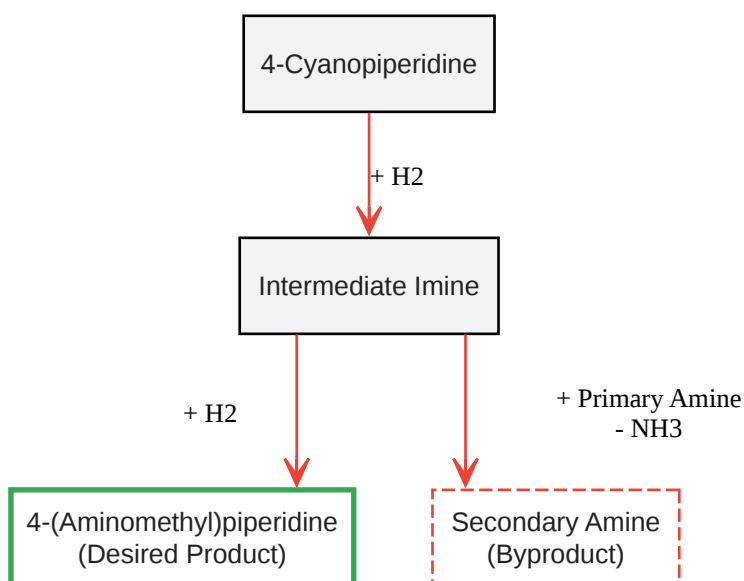 4-Cyanopiperidine
+ H2
Intermediate Imine
+ H2
+ Primary Amine
- NH3
4-(Aminomethyl)piperidine
(Desired Product)
Secondary Amine
(Byproduct)